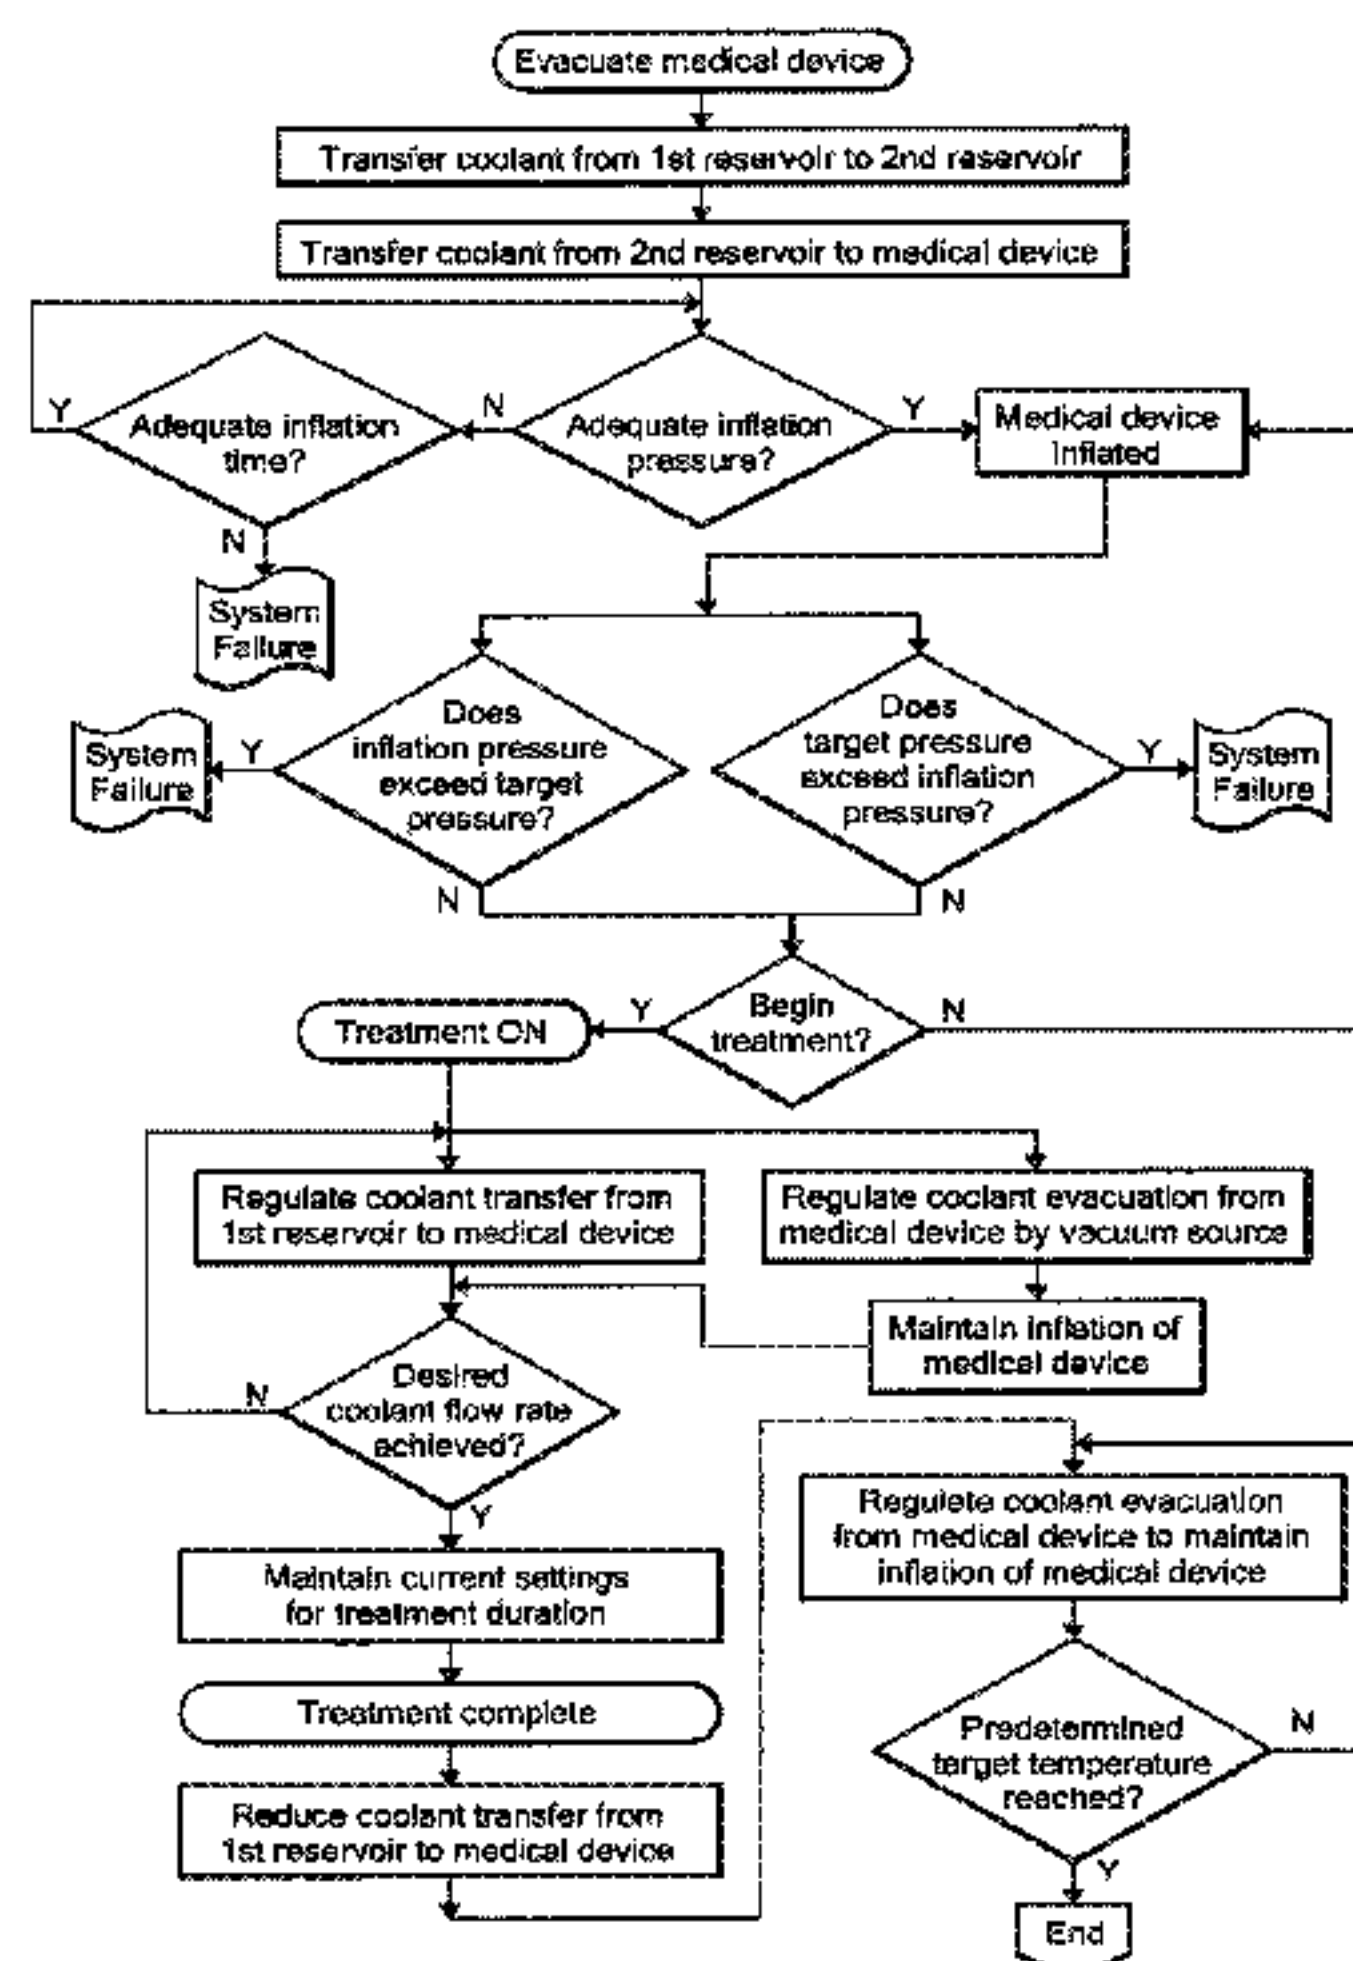 Evacuate medical device
Transfer coolant from 1st reservoir to 2nd reservoir
Transfer coolant from 2nd reservoir to medical device
Y
Adequate inflation
time?
N
Adequate inflation
pressure?
Y
Medical device
inflated
N
System
Failure
System
Failure
Y
Does
inflation pressure
exceed target
pressure?
Does
target pressure
exceed inflation
pressure?
Y
System
Failure
N
N
Treatment ON
Y
Begin
treatment?
N
Regulate coolant transfer from
1st reservoir to medical device
Regulate coolant evacuation from
medical device by vacuum source
Maintain inflation of
medical device
N
Desired
coolant flow rate
achieved?
Y
Regulate coolant evacuation
from medical device to maintain
inflation of medical device
Maintain current settings
for treatment duration
Treatment complete
Reduce coolant transfer from
1st reservoir to medical device
Predetermined
target temperature
reached?
N
Y
End